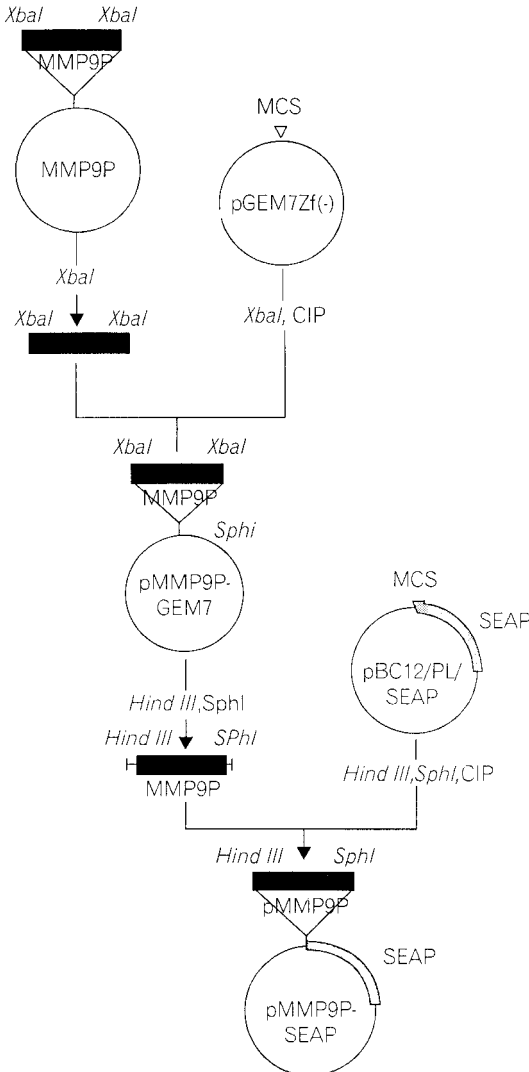 XbaI XbaI
MMP9P
MMP9P
MCS
pGEM7Zf(-)
XbaI
XbaI, CIP
XbaI XbaI
XbaI XbaI
MMP9P
Sphi
pMMP9P-
GEM7
MCS
SEAP
pBC12/PL/
SEAP
Hind III,SphI
Hind III SPhI
MMP9P
Hind III,SphI,CIP
Hind III SphI
pMMP9P
SEAP
pMMP9P-
SEAP